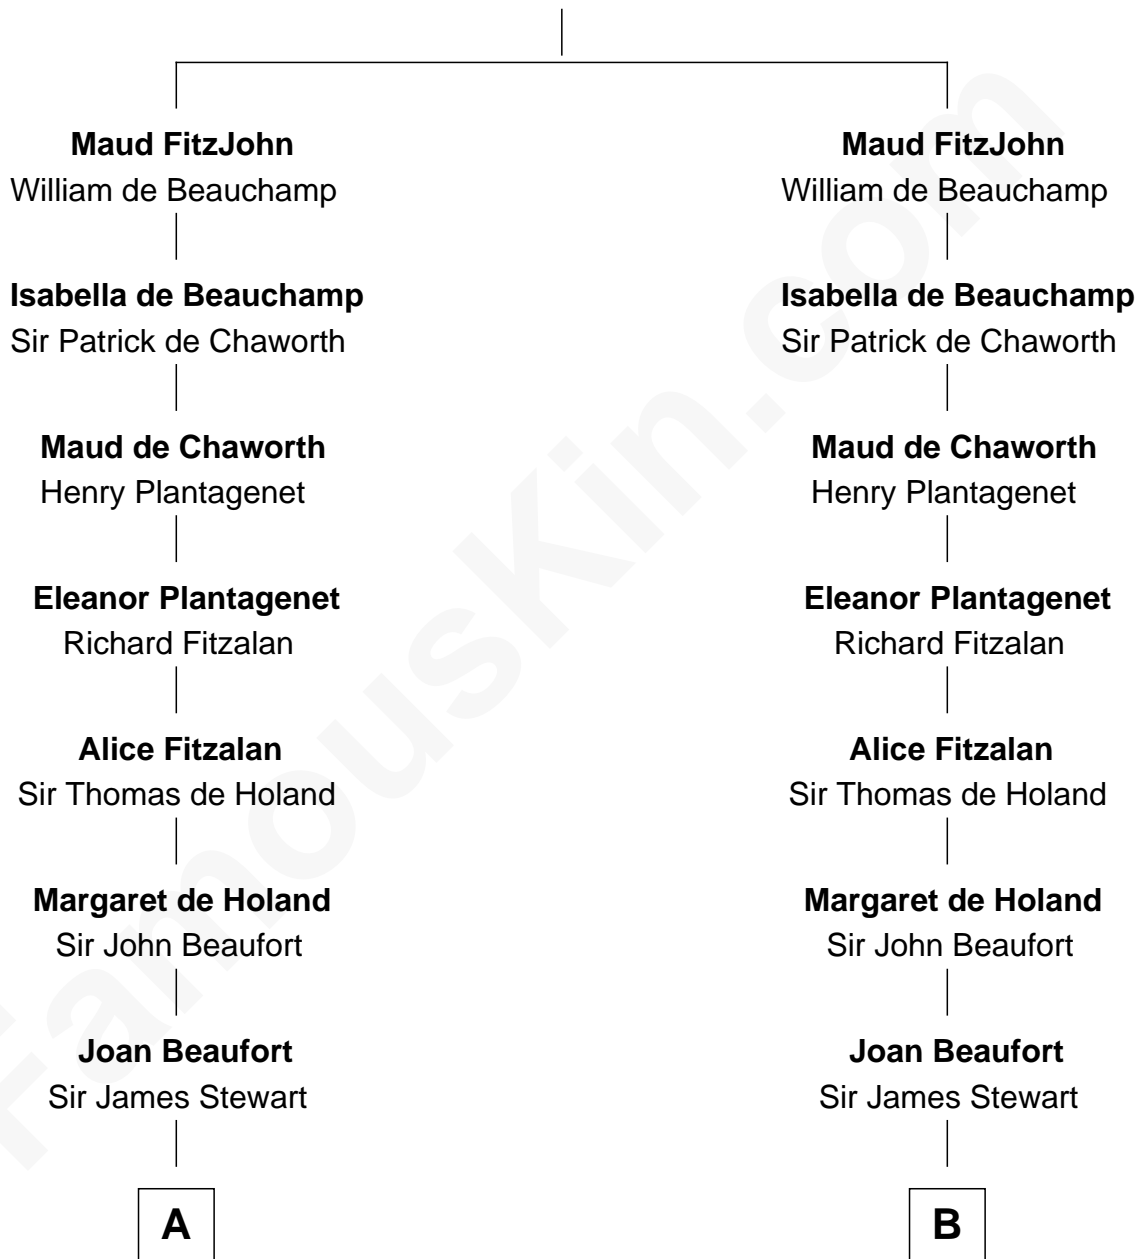 Maud FitzJohn
William de Beauchamp
Isabella de Beauchamp
Sir Patrick de Chaworth
Maud de Chaworth
Henry Plantagenet
Eleanor Plantagenet
Richard Fitzalan
Alice Fitzalan
Sir Thomas de Holand
Margaret de Holand
Sir John Beaufort
Joan Beaufort
Sir James Stewart
A
Maud FitzJohn
William de Beauchamp
Isabella de Beauchamp
Sir Patrick de Chaworth
Maud de Chaworth
Henry Plantagenet
Eleanor Plantagenet
Richard Fitzalan
Alice Fitzalan
Sir Thomas de Holand
Margaret de Holand
Sir John Beaufort
Joan Beaufort
Sir James Stewart
B
FamousKin.com